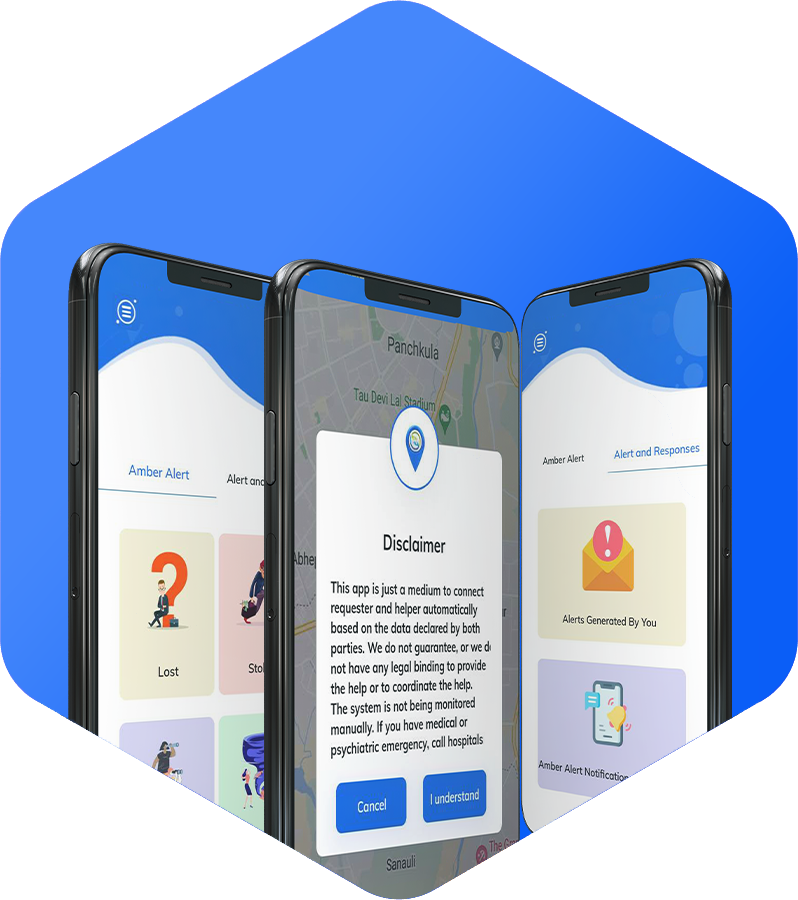 Amber Alert
Alert and
Lost
Panchkula
Tau Devi Lal Stadium
Disclaimer
This app is just a medium to connect
requester and helper automatically
based on the data declared by both
parties. We do not guarantee, or we do
not have any legal binding to provide
the help or to coordinate the help.
The system is not being monitored
manually. If you have medical or
psychiatric emergency, call hospitals
Cancel
I understand
Sanauli
The
Amber Alert
Alert and Responses
Alerts Generated By You
Amber Alert Notification